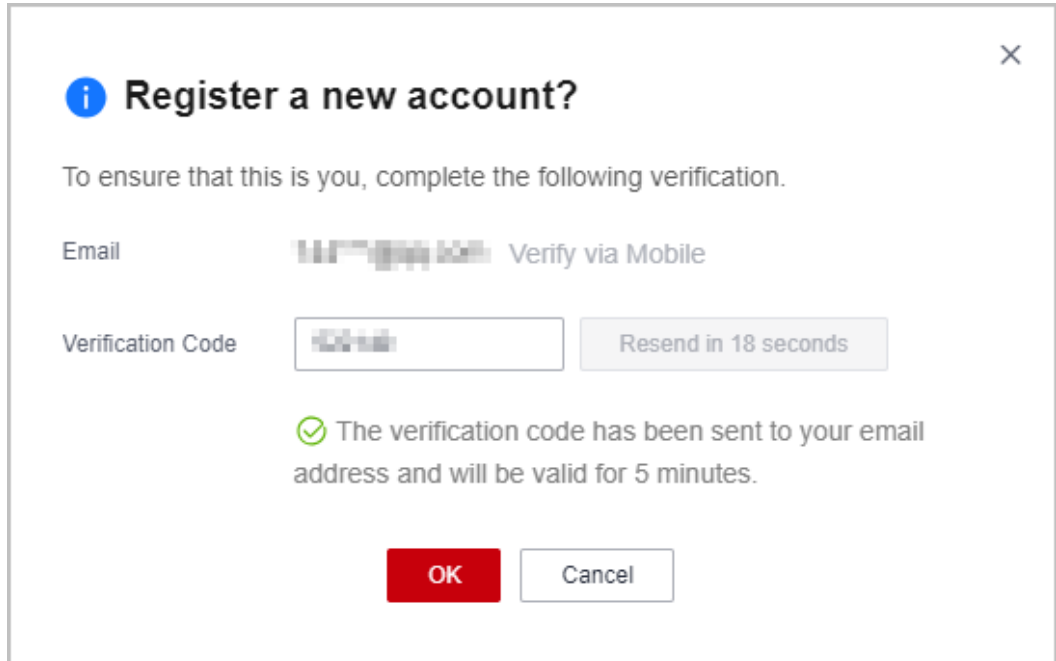 Register a new account?
To ensure that this is you, complete the following verification.
Email Verify via Mobile
Verification Code Resend in 18 seconds
The verification code has been sent to your email
address and will be valid for 5 minutes.
OK Cancel